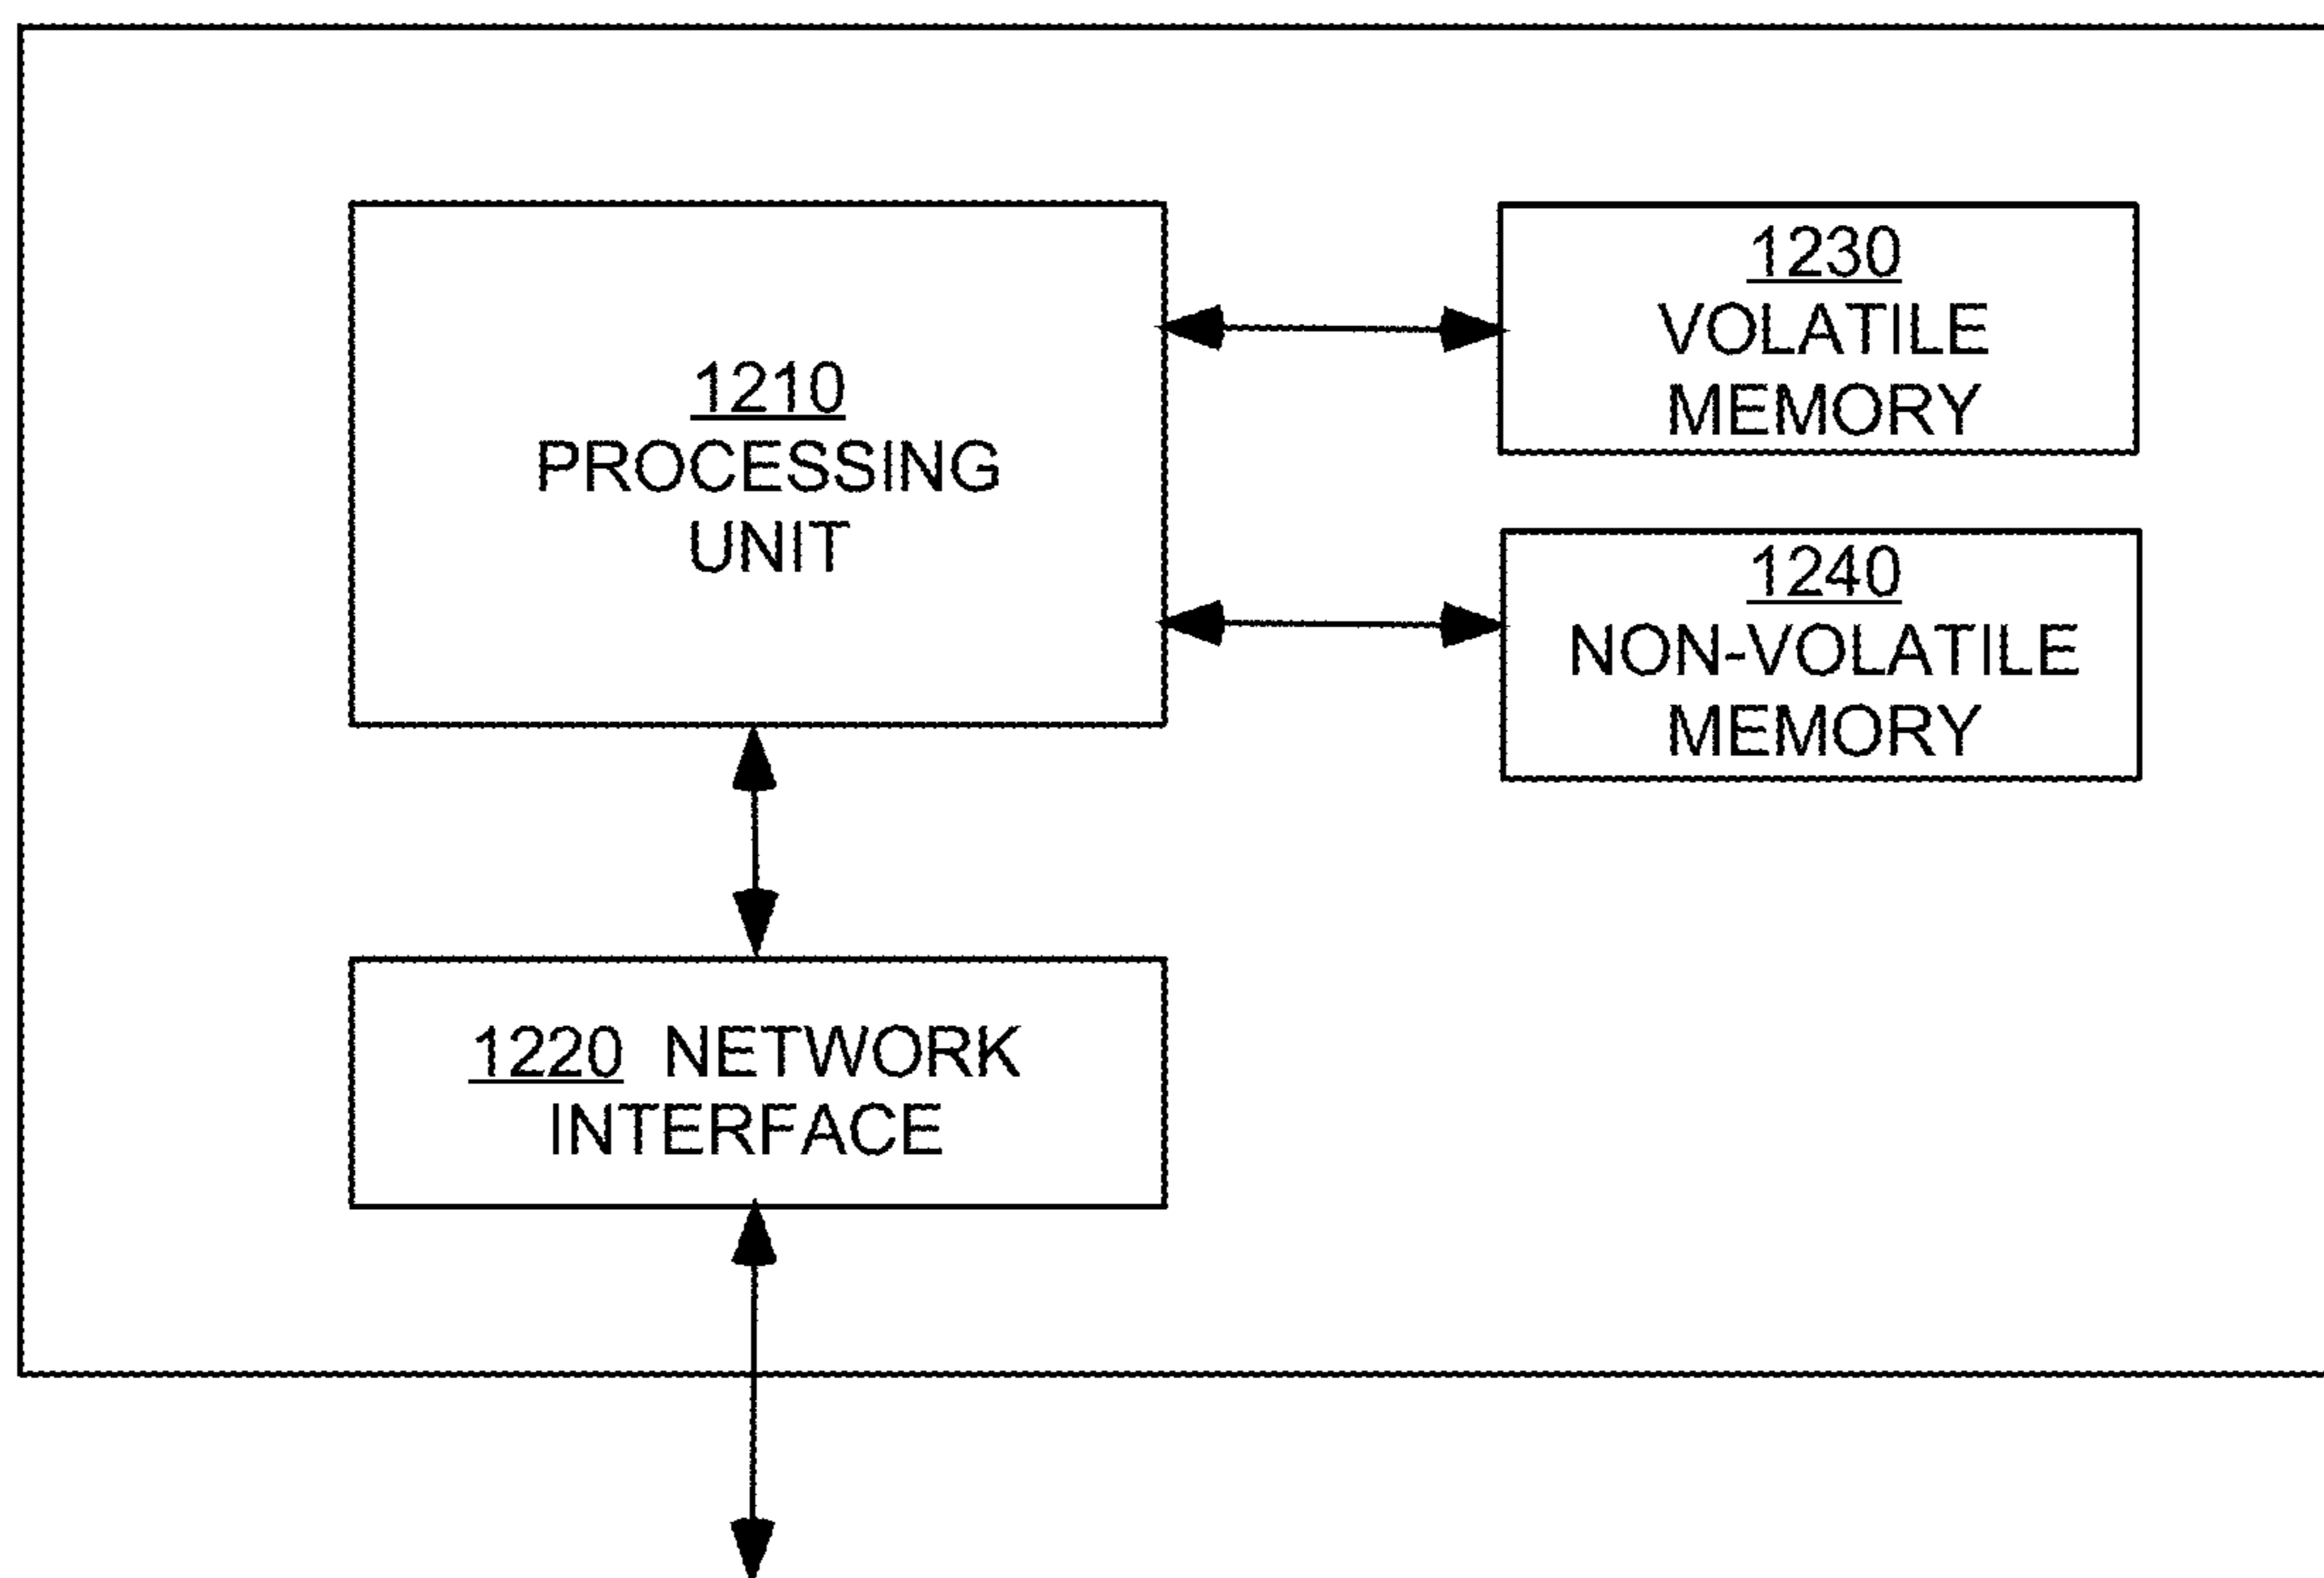 1210
PROCESSING
UNIT
1230
VOLATILE
MEMORY
1240
NON-VOLATILE
MEMORY
1220 NETWORK
INTERFACE